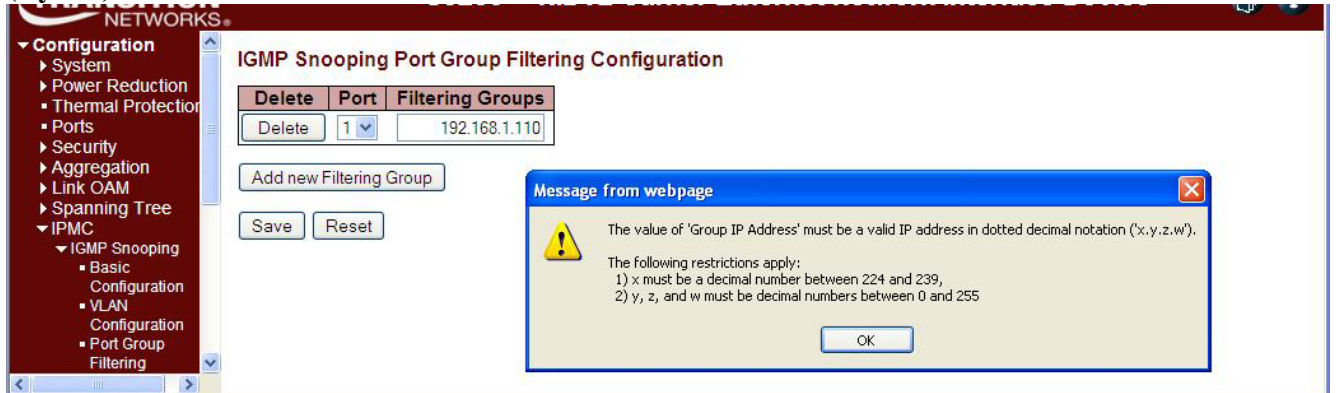 NETWORKS®
Configuration
System
Power Reduction
Thermal Protection
Ports
Security
Aggregation
Link OAM
Spanning Tree
IPMC
IGMP Snooping
Basic
Configuration
VLAN
Configuration
Port Group
Filtering
IGMP Snooping Port Group Filtering Configuration
Delete Port Filtering Groups
Delete 1 192.168.1.110
Add new Filtering Group
Save Reset
Message from webpage
The value of 'Group IP Address' must be a valid IP address in dotted decimal notation ('x.y.z.w').
The following restrictions apply:
1) x must be a decimal number between 224 and 239,
2) y, z, and w must be decimal numbers between 0 and 255
OK